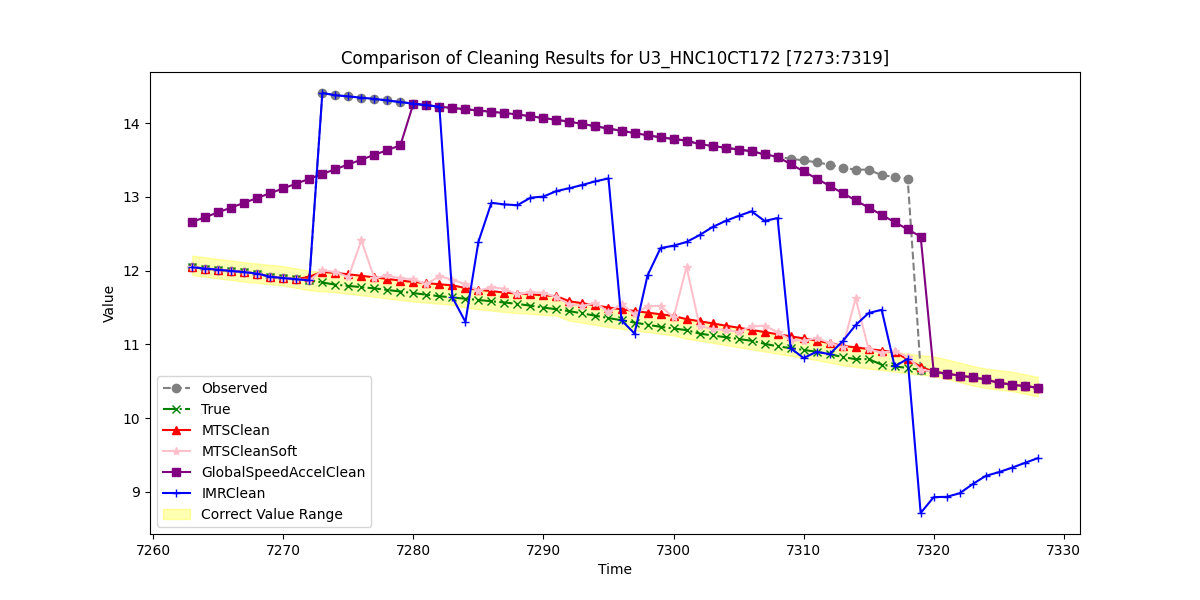 Comparison of Cleaning Results for U3_HNC10CT172 [7273:7319]
Value
14
13
12
11
10
9
Observed
True
MTSClean
MTSCleanSoft
GlobalSpeedAccelClean
IMRClean
Correct Value Range
7260 7270 7280 7290 7300 7310 7320 7330
Time